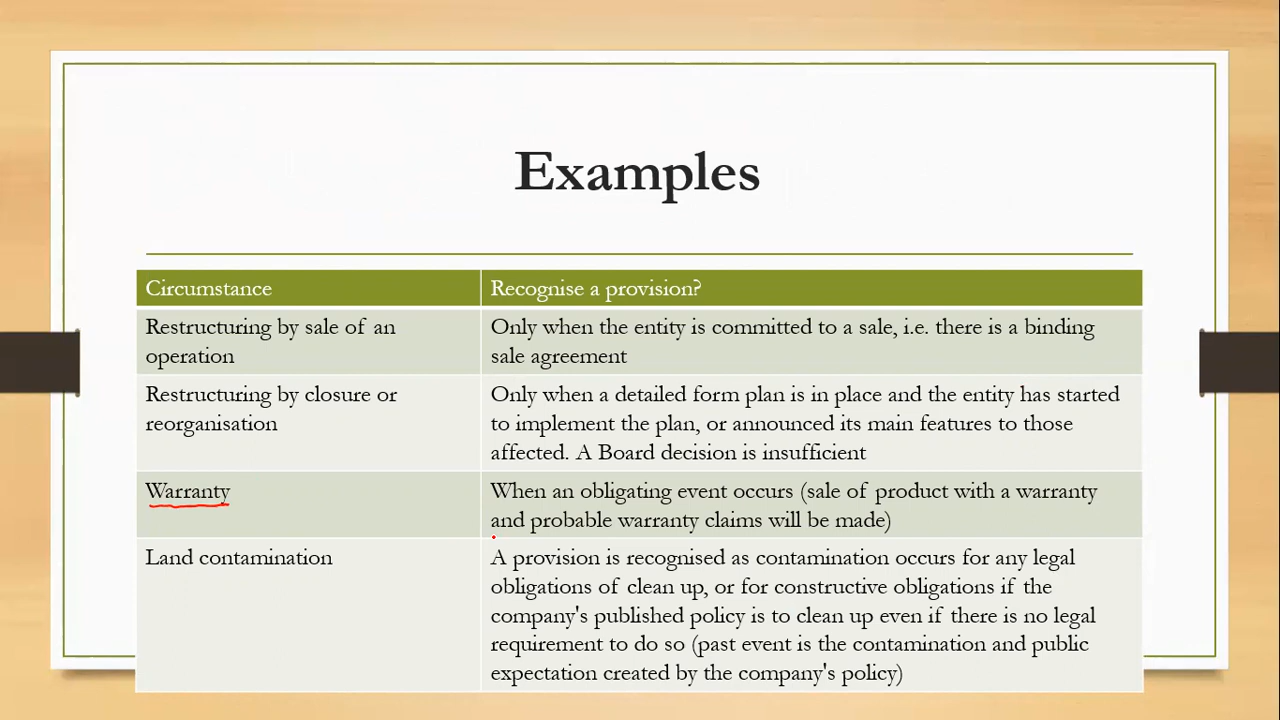 Examples
Circumstance
Recognise a provision?
Restructuring by sale of an
operation
Only when the entity is committed to a sale, i.e. there is a binding
sale agreement
Restructuring by closure or
reorganisation
Only when a detailed form plan is in place and the entity has started
to implement the plan, or announced its main features to those
affected. A Board decision is insufficient
Warranty
When an obligating event occurs (sale of product with a warranty
and probable warranty claims will be made)
Land contamination
A provision is recognised as contamination occurs for any legal
obligations of clean up, or for constructive obligations if the
company's published policy is to clean up even if there is no legal
requirement to do so (past event is the contamination and public
expectation created by the company's policy)